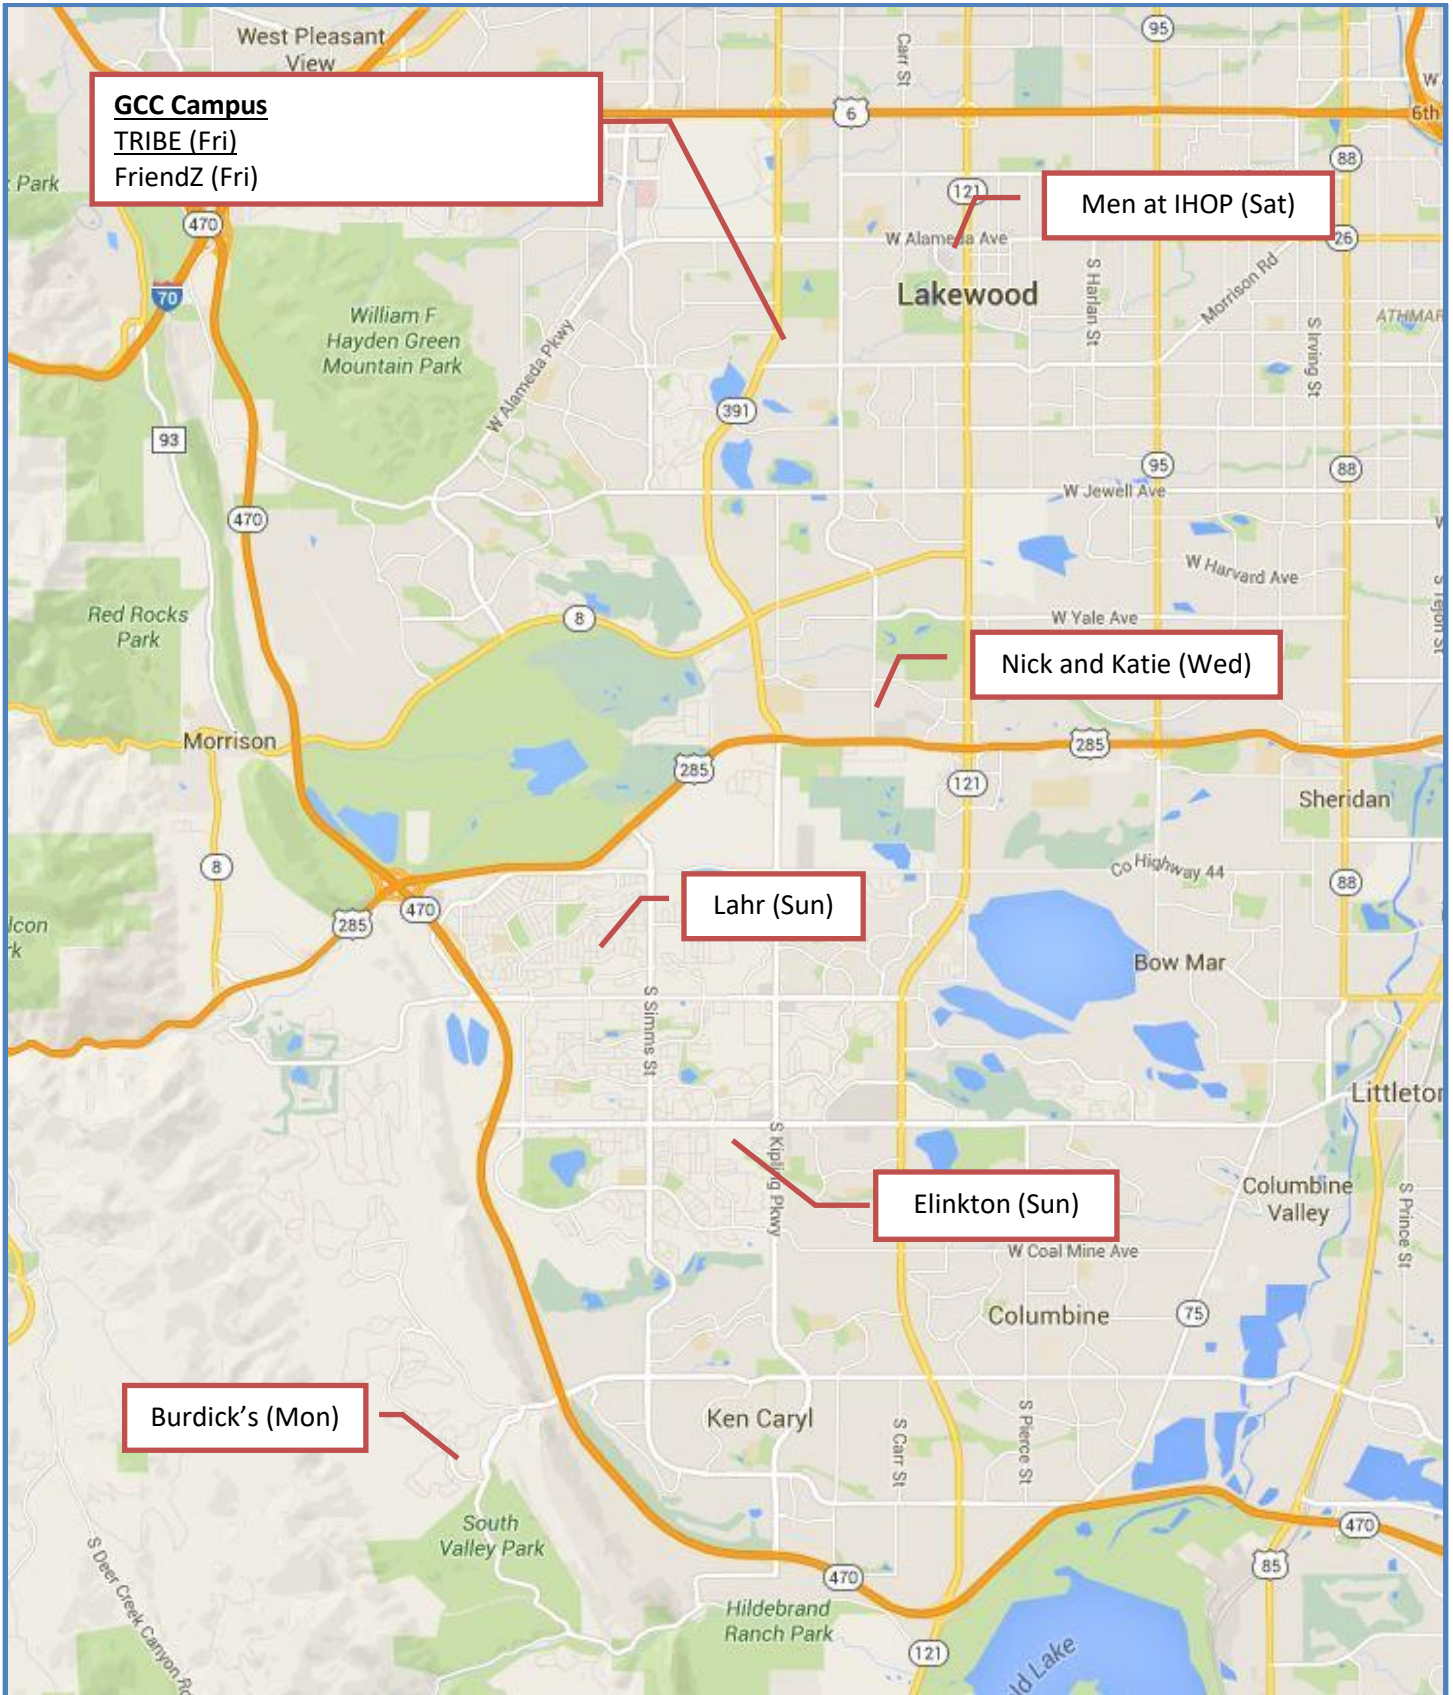 West Pleasant
View
Carr St
95
W
GCC Campus
TRIBE (Fri)
FriendZ (Fri)
6
6th
88
Park
470
121
Men at IHOP (Sat)
W Alameda Ave
26
70
Lakewood
S Harlan St
Morrison Rd
William F
Hayden Green
Mountain Park
W Alameda Pkwy
S Irving St
ATHMAR
391
93
95
88
W Jewell Ave
470
W Harvard Ave
S Tejon St
Red Rocks
Park
8
W Yale Ave
Nick and Katie (Wed)
Morrison
285
285
121
Sheridan
8
Co Highway 44
88
Lahr (Sun)
470
285
lcon
rk
Bow Mar
S Simms St
Littleton
S Kipling Pkwy
Elinkton (Sun)
Columbine
Valley
S Prince St
W Coal Mine Ave
Columbine
75
Burdick's (Mon)
Ken Caryl
S Carr St
S Pierce St
South
Valley Park
470
S Deer Creek Canyon Rd
85
470
Hildebrand
Ranch Park
121
ld Lake